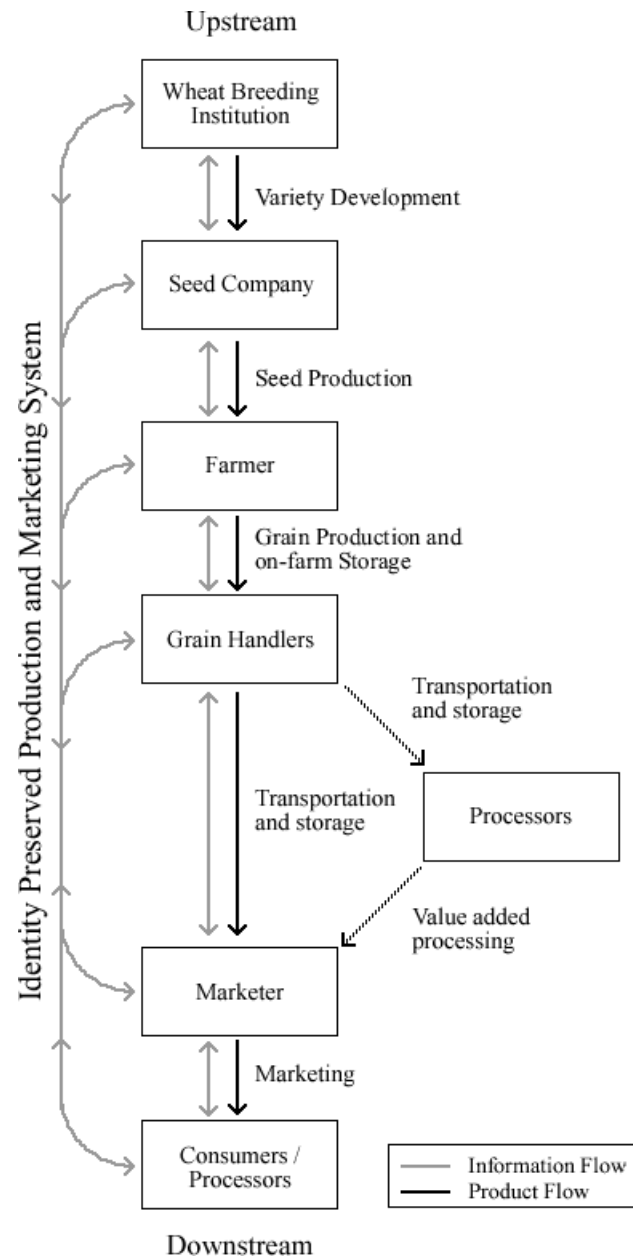 Upstream
Wheat Breeding
Institution
Variety Development
Seed Company
Seed Production
Farmer
Grain Production and
on-farm Storage
Grain Handlers
Transportation
and storage
Transportation
and storage
Processors
Value added
processing
Marketer
Marketing
Consumers /
Processors
Downstream
Identity Preserved Production and Marketing System
Information Flow
Product Flow